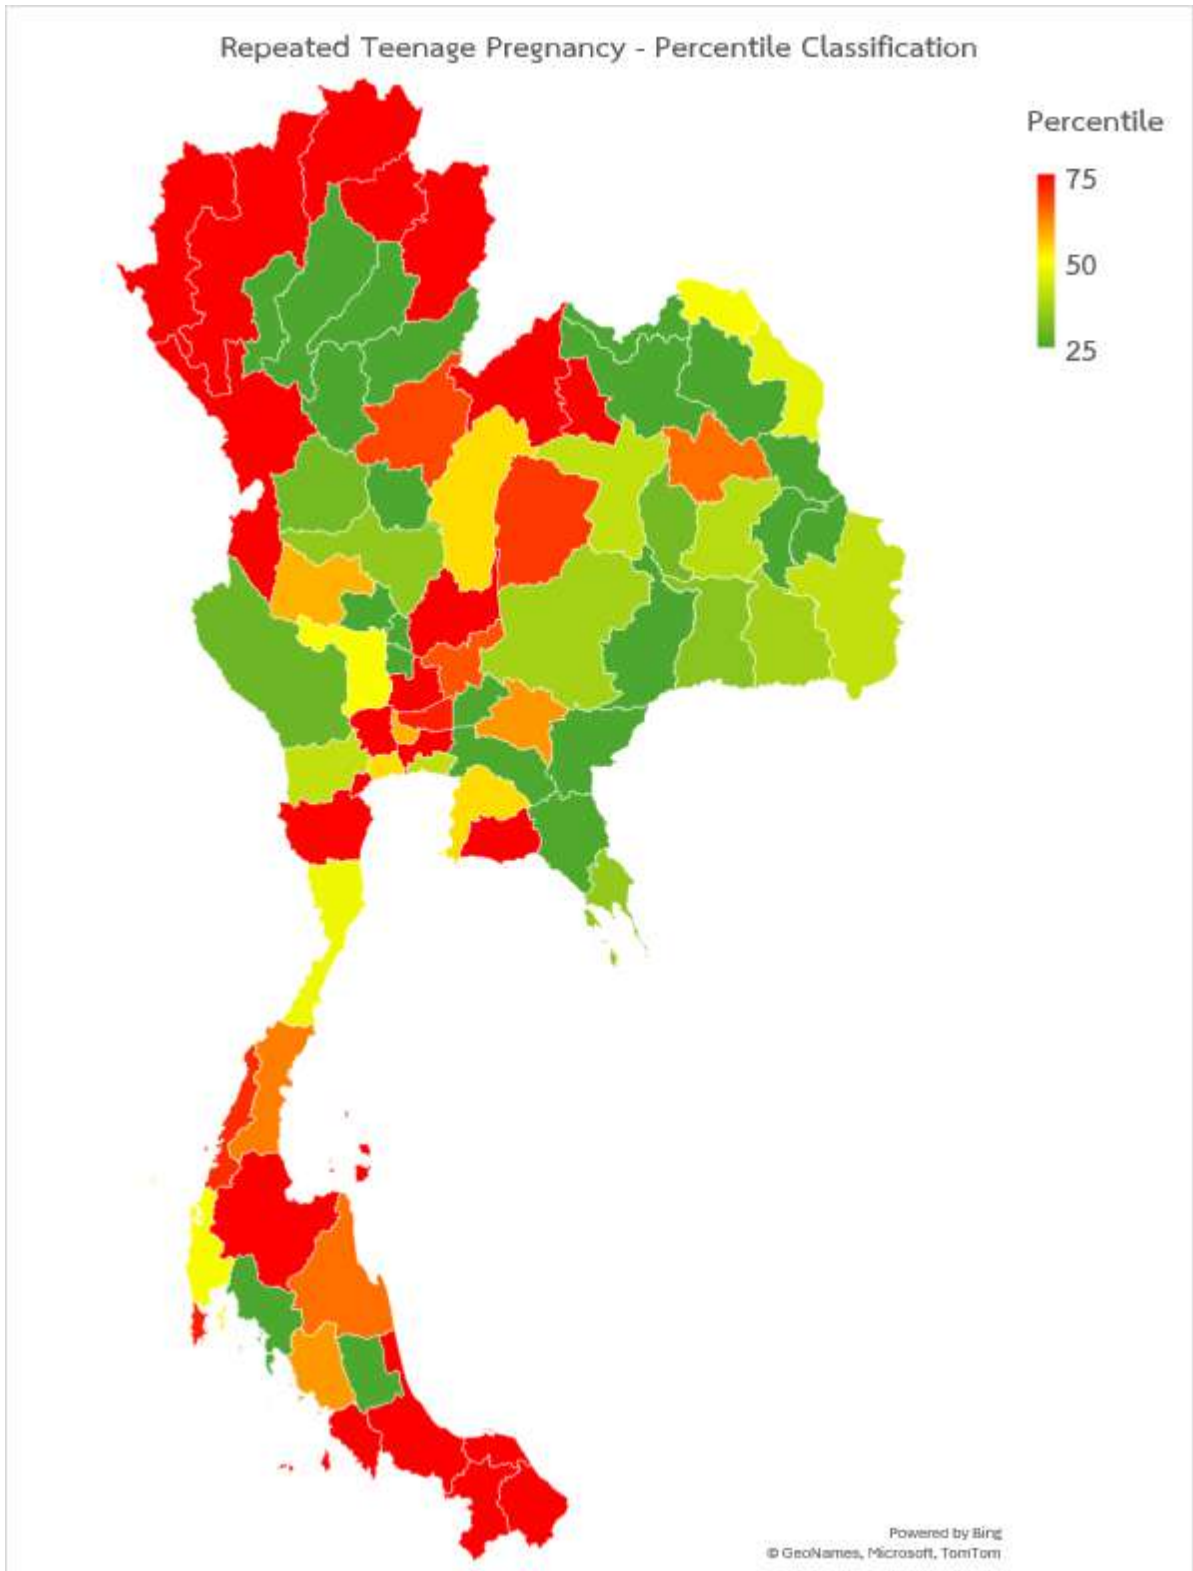 Repeated Teenage Pregnancy - Percentile Classification
Percentile
75
50
25
Powered by Bing
© GeoNames, Microsoft, TomTom